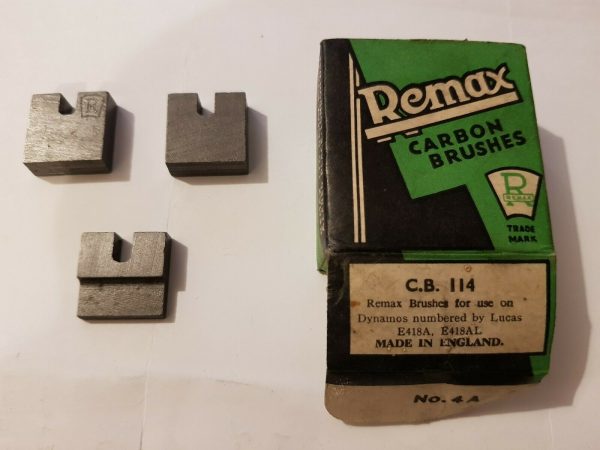 R
Remax
CARBON
BRUSHES
R
REMAX
TRADE
MARK
C.B. 114
Remax Brushes for use on
Dynamos numbered by Lucas
E418A, E418AL
MADE IN ENGLAND.
No. 4A